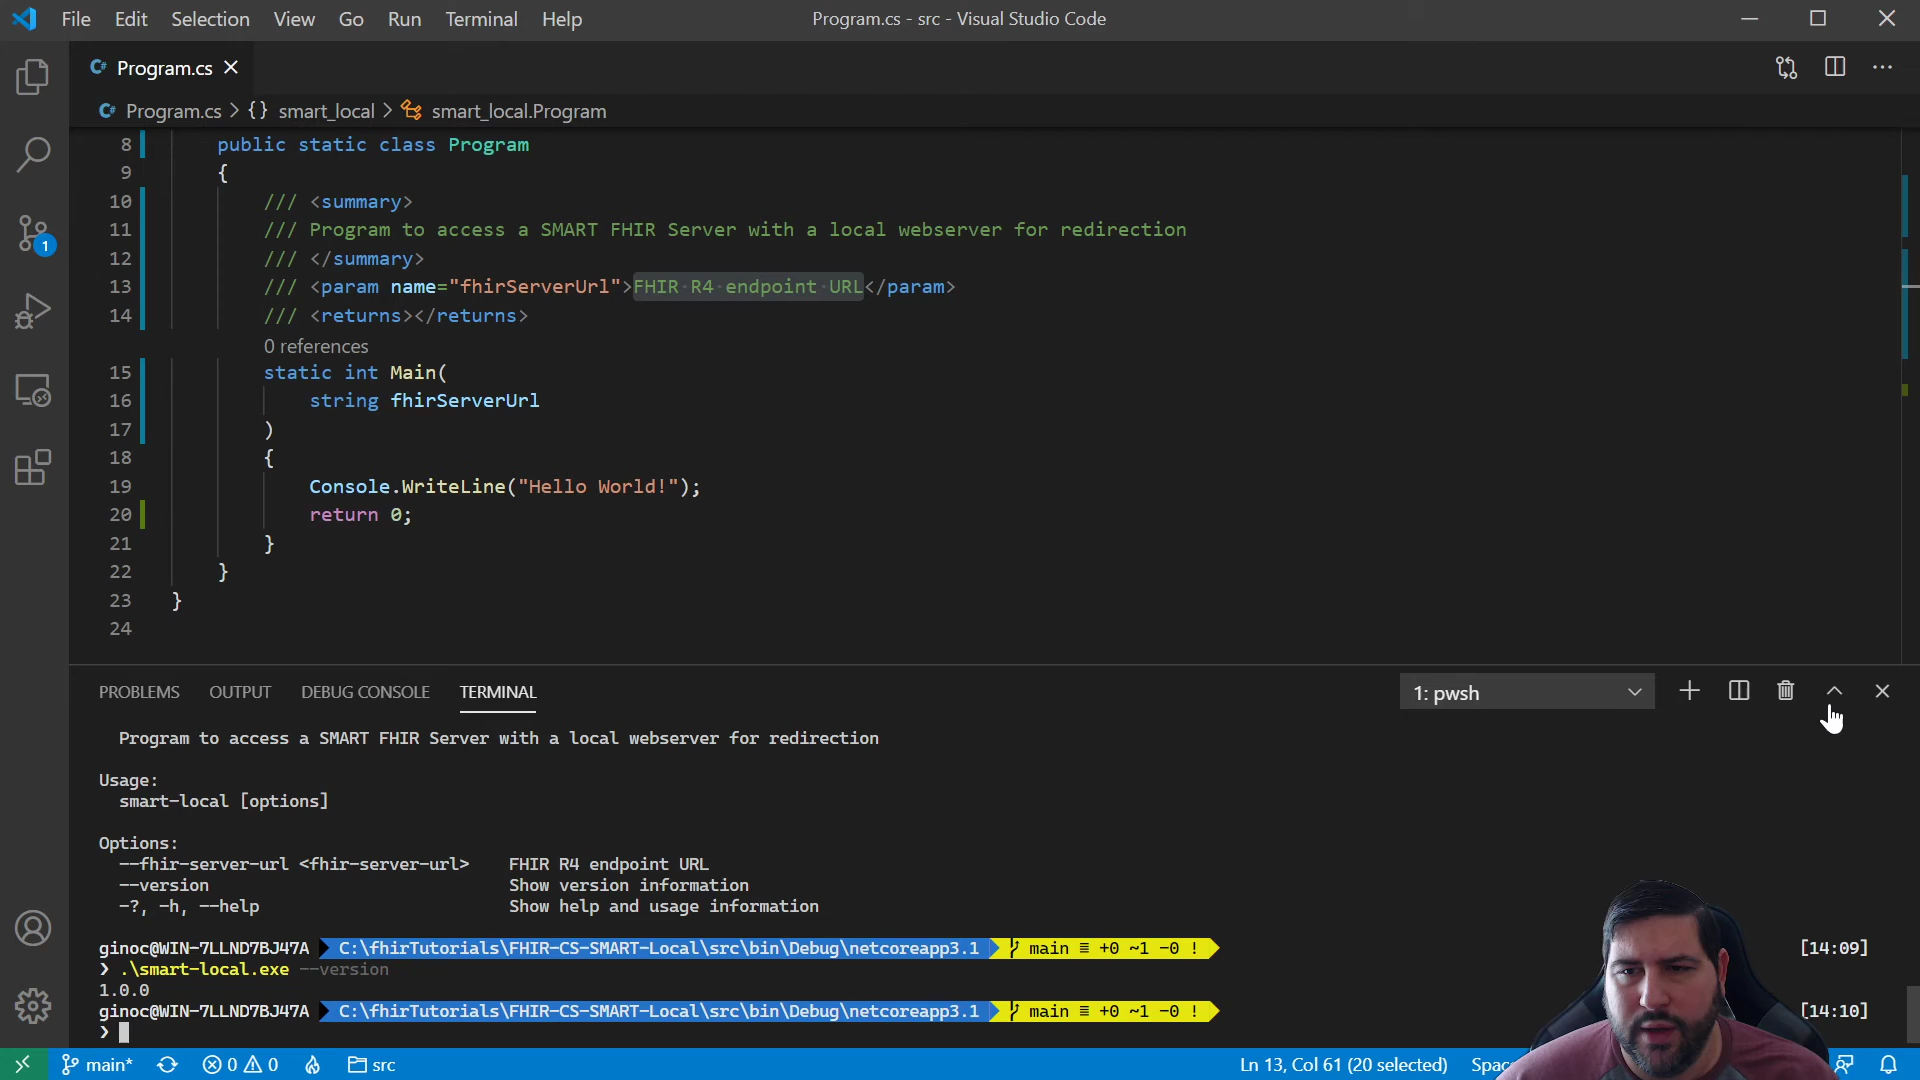 File Edit Selection View Go Run Terminal Help
Program.cs - src - Visual Studio Code
C# Program.cs
C# Program.cs > {} smart_local > smart_local.Program
8 public static class Program
9 {
10 /// <summary>
11 /// Program to access a SMART FHIR Server with a local webserver for redirection
12 /// </summary>
13 /// <param name="fhirServerUrl">FHIR·R4·endpoint·URL</param>
14 /// <returns></returns>
0 references
15 static int Main(
16 string fhirServerUrl
17 )
18 {
19 Console.WriteLine("Hello World!");
20 return 0;
21 }
22 }
23 }
24
1
PROBLEMS OUTPUT DEBUG CONSOLE TERMINAL
1: pwsh
Program to access a SMART FHIR Server with a local webserver for redirection
Usage:
smart-local [options]
Options:
--fhir-server-url <fhir-server-url> FHIR R4 endpoint URL
--version Show version information
-?, -h, --help Show help and usage information
ginoc@WIN-7LLND7BJ47A C:\fhirTutorials\FHIR-CS-SMART-Local\src\bin\Debug\netcoreapp3.1 main ≡ +0 ~1 -0 ! [14:09]
❯ .\smart-local.exe --version
1.0.0
ginoc@WIN-7LLND7BJ47A C:\fhirTutorials\FHIR-CS-SMART-Local\src\bin\Debug\netcoreapp3.1 main ≡ +0 ~1 -0 ! [14:10]
❯
main* 0 0 src Ln 13, Col 61 (20 selected)